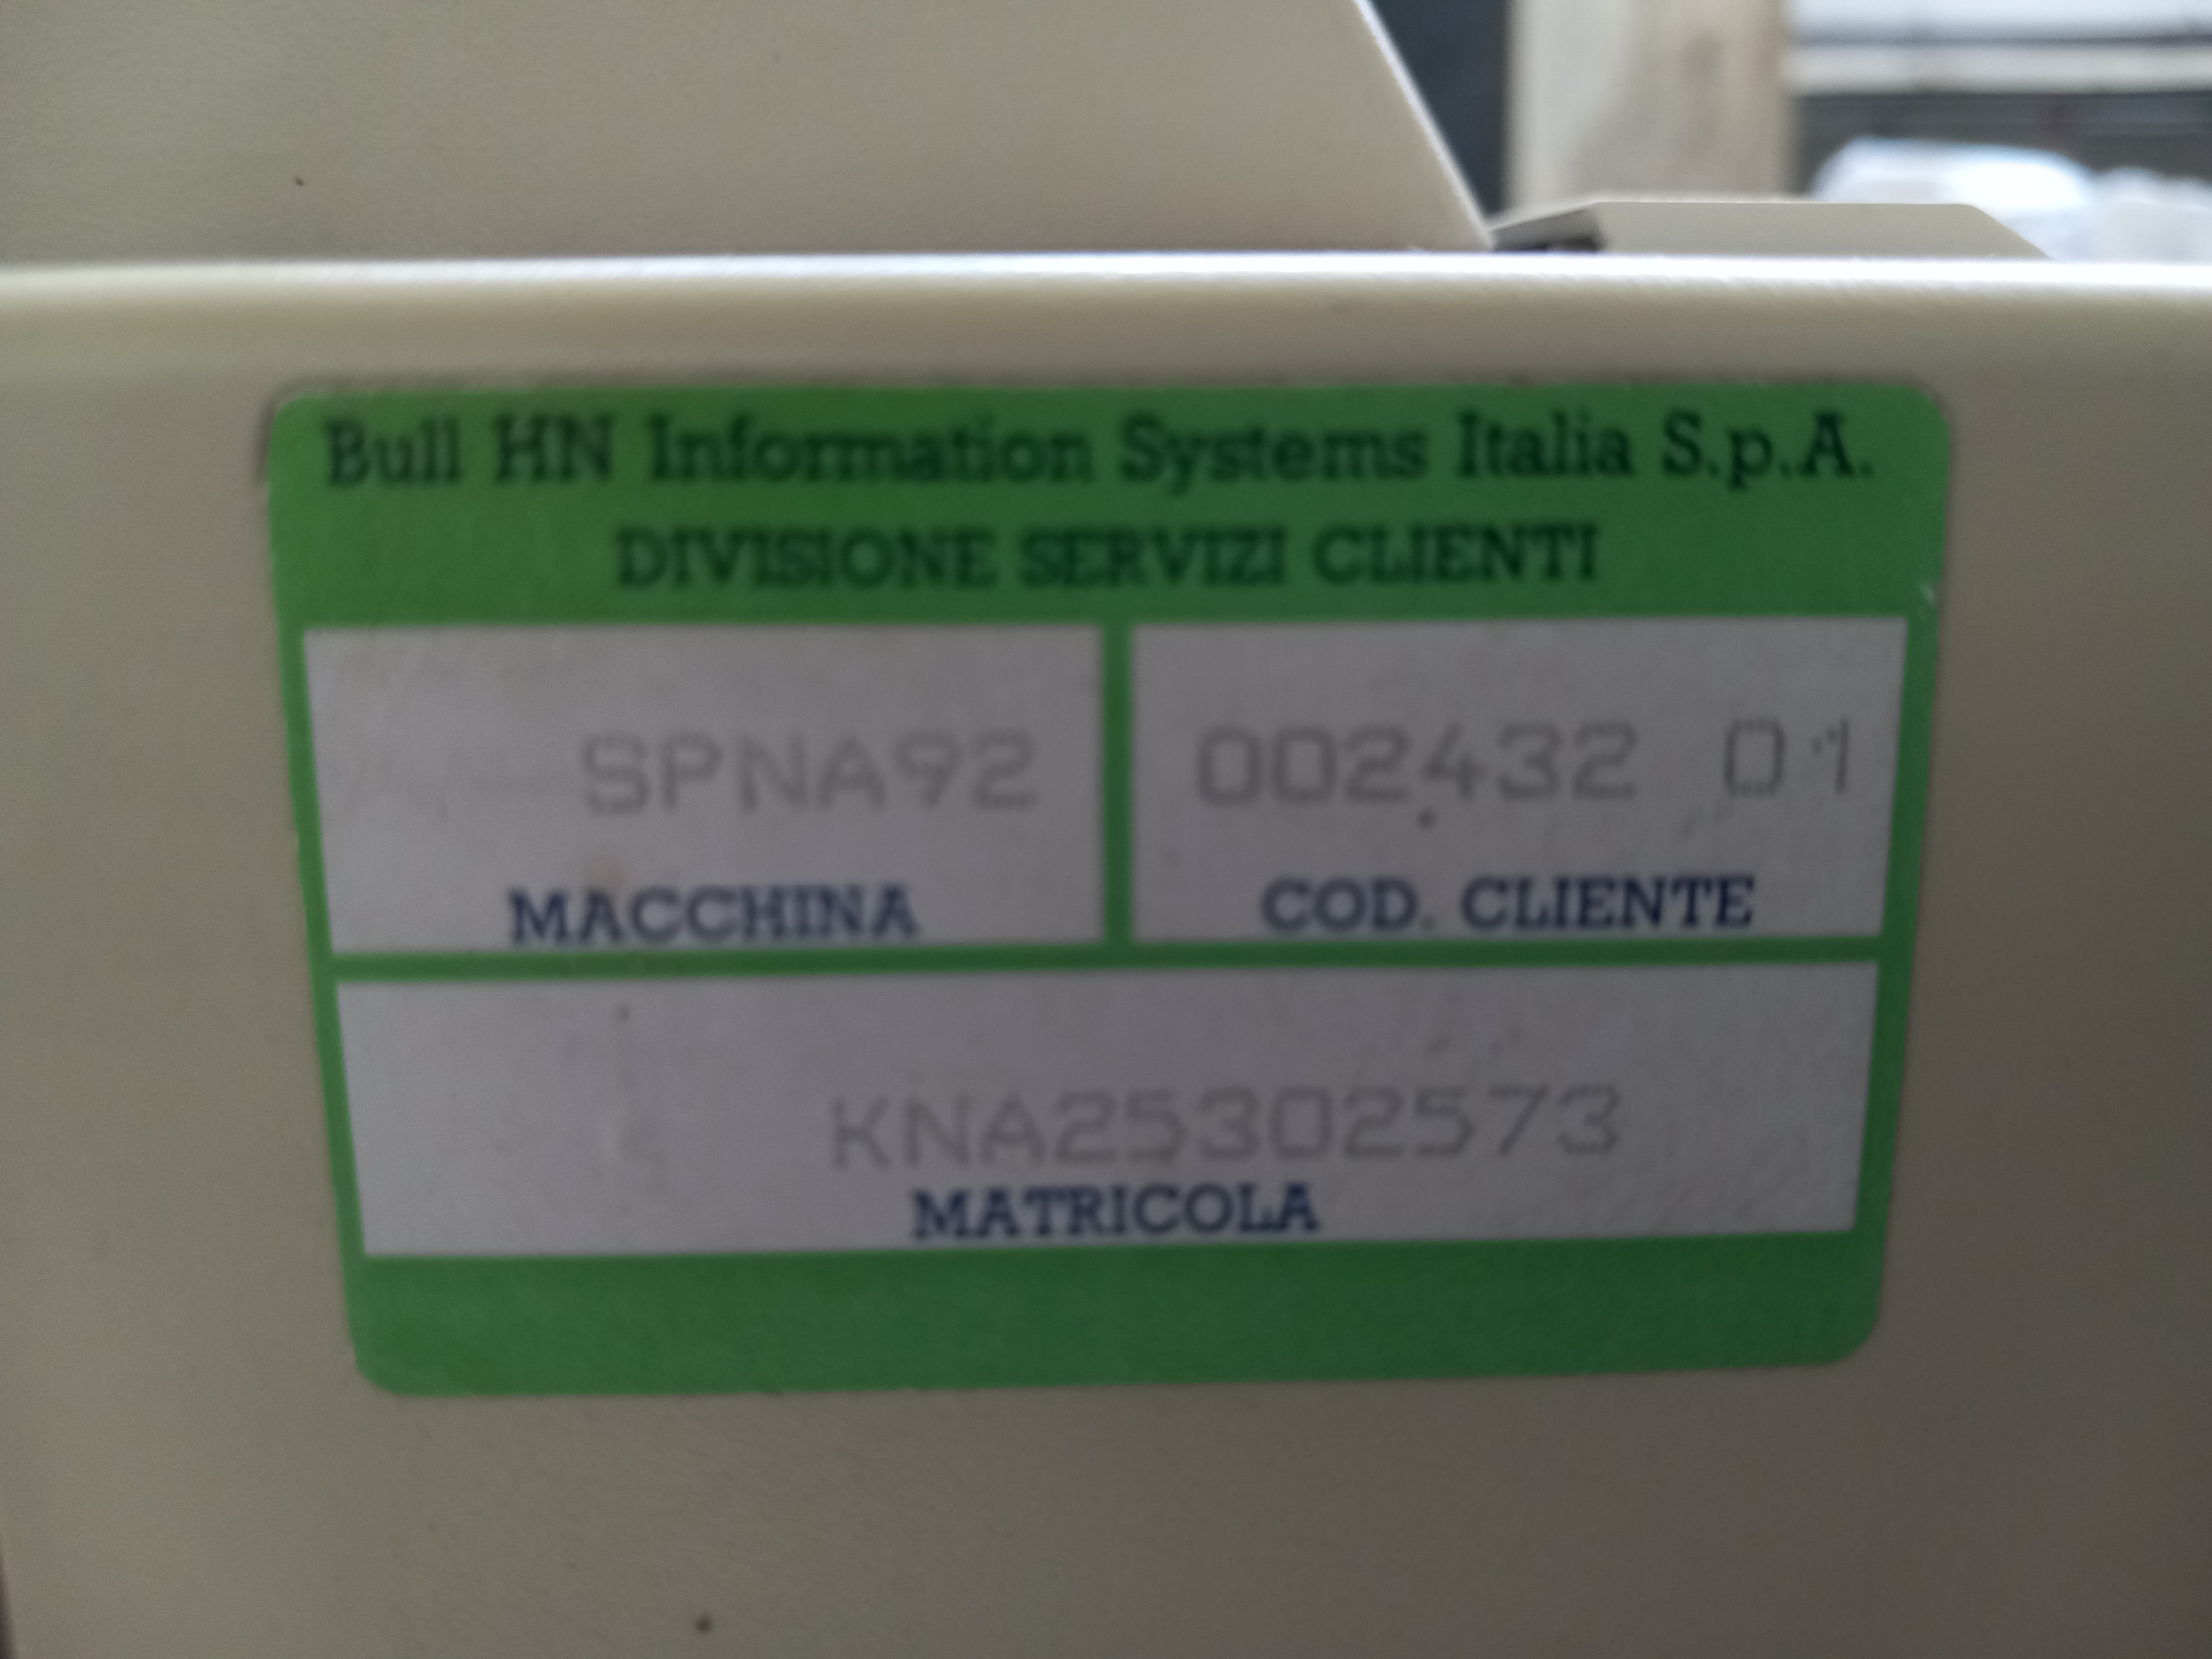 Bull HN Information Systems Italia S.p.A.
DIVISIONE SERVIZI CLIENTI
SPNA92
MACCHINA
002432 01
COD. CLIENTE
KNA25302573
MATRICOLA